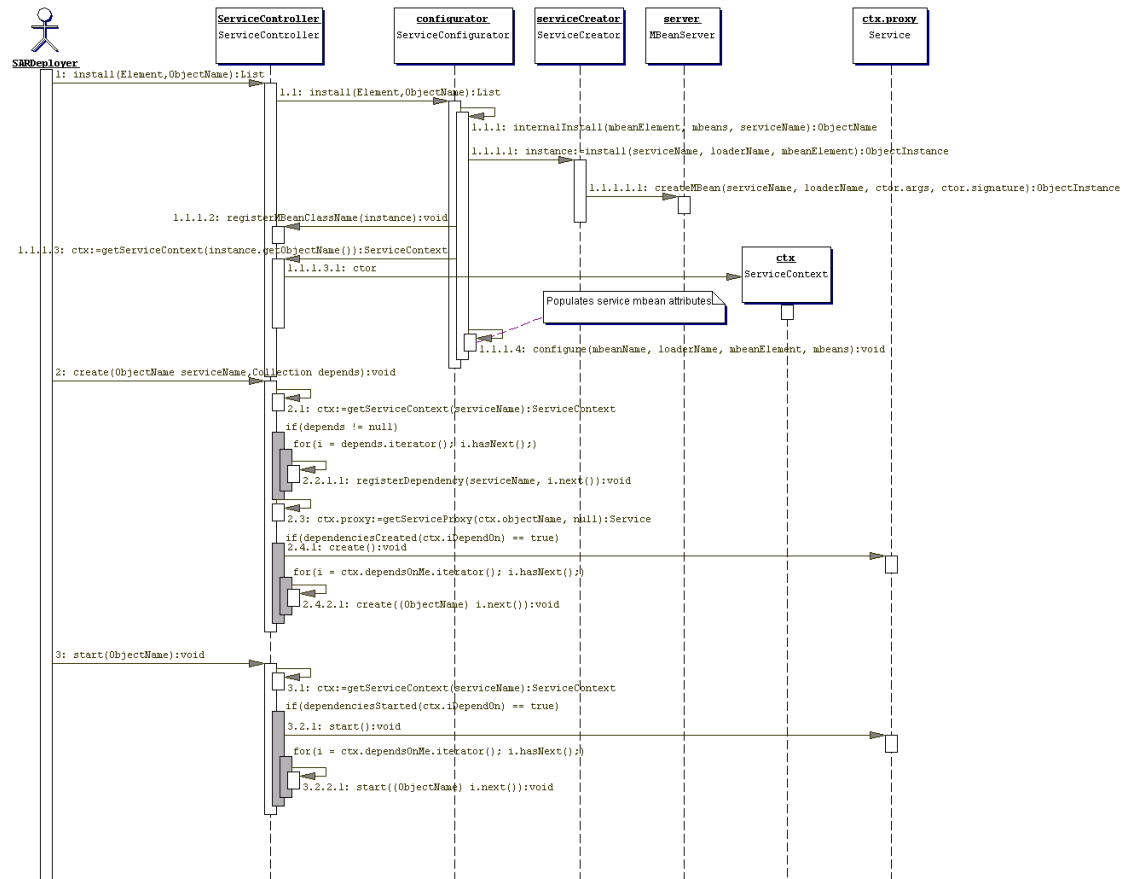 ServiceController
ServiceController
configurator
ServiceConfigurator
serviceCreator
ServiceCreator
server
MBeanServer
ctx.proxy
Service
SARDeployer
1: install(Element,ObjectName):List
1.1: install(Element,ObjectName):List
1.1.1: internalInstall(mbeanElement, mbeans, serviceName):ObjectName
1.1.1.1: instance:=install(serviceName, loaderName, mbeanElement):ObjectInstance
1.1.1.1.1: createMBean(serviceName, loaderName, ctor.args, ctor.signature):ObjectInstance
1.1.1.2: registerMBeanClassName(instance):void
1.1.1.3: ctx:=getServiceContext(instance.getObjectName()):ServiceContext
ctx
ServiceContext
1.1.1.3.1: ctor
Populates service mbean attributes
1.1.1.4: configure(mbeanName, loaderName, mbeanElement, mbeans):void
2: create(ObjectName serviceName,Collection depends):void
2.1: ctx:=getServiceContext(serviceName):ServiceContext
if(depends != null)
for(i = depends.iterator(); i.hasNext();)
2.2.1.1: registerDependency(serviceName, i.next()):void
2.3: ctx.proxy:=getServiceProxy(ctx.objectName, null):Service
if(dependenciesCreated(ctx.iDependOn) == true)
2.4.1: create():void
for(i = ctx.dependsOnMe.iterator(); i.hasNext();)
2.4.2.1: create((ObjectName) i.next()):void
3: start(ObjectName):void
3.1: ctx:=getServiceContext(serviceName):ServiceContext
if(dependenciesStarted(ctx.iDependOn) == true)
3.2.1: start():void
for(i = ctx.dependsOnMe.iterator(); i.hasNext();)
3.2.2.1: start((ObjectName) i.next()):void